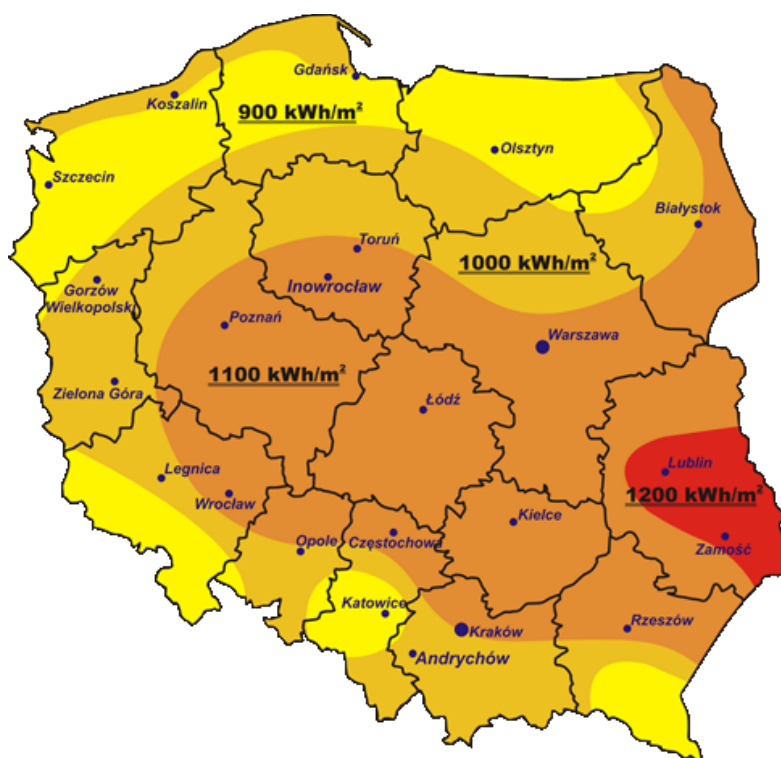 Gdańsk
Koszalin
900 kWh/m²
Olsztyn
Szczecin
Białystok
Toruń
1000 kWh/m²
Gorzów
Wielkopolski
Inowrocław
Poznań
Warszawa
1100 kWh/m²
Zielona Góra
Łódź
Legnica
Lublin
Wrocław
1200 kWh/m²
Kielce
Opole
Częstochowa
Zamość
Katowice
Kraków
Rzeszów
Andrychów